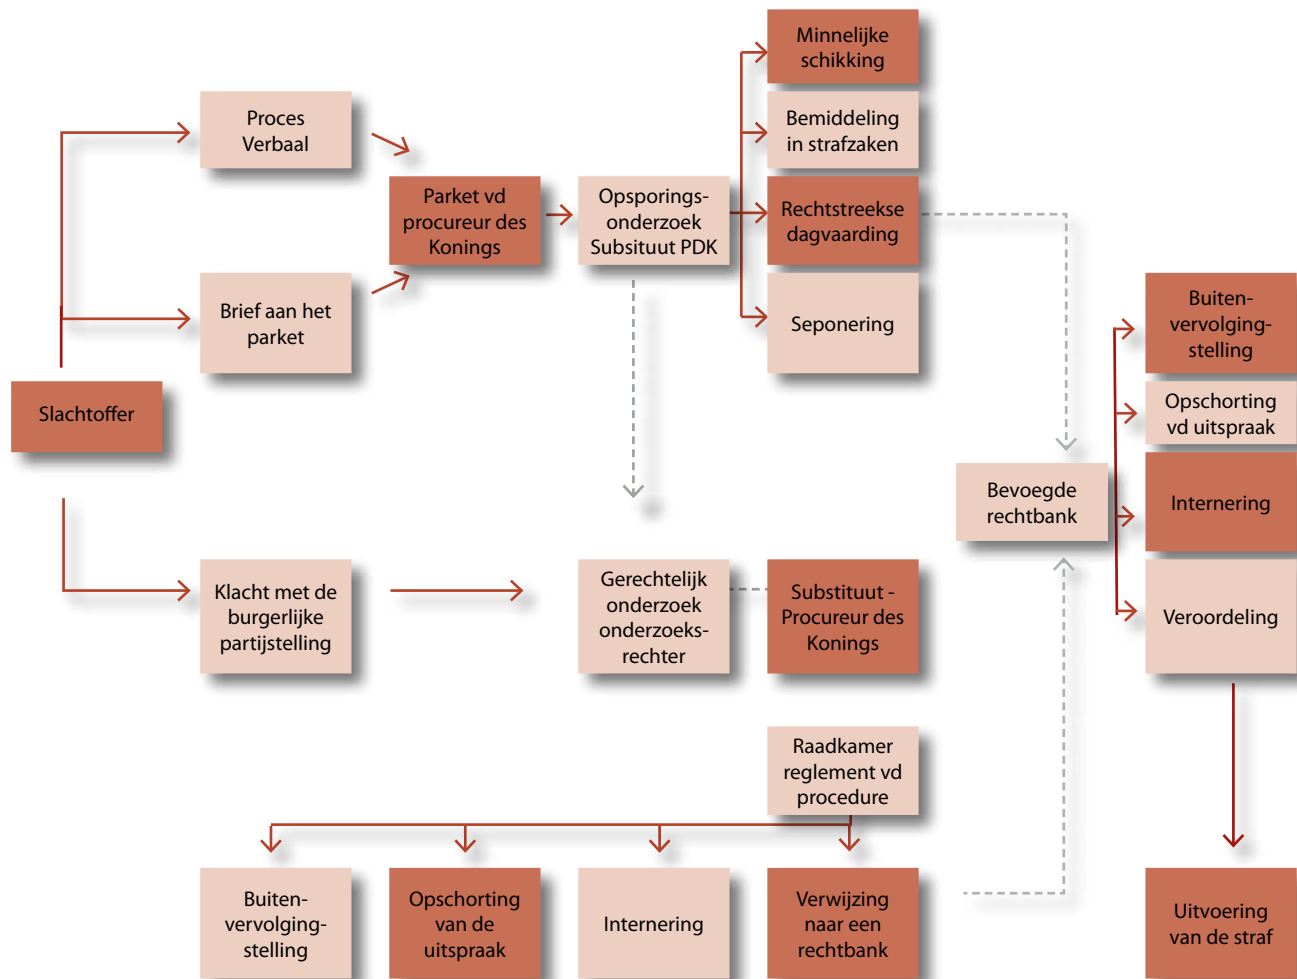 Minnelijke
schikking
Proces
Verbaal
Bemiddeling
in strafzaken
Parket vd
procureur des
Konings
Opsporings-
onderzoek
Subsituut PDK
Rechtstreekse
dagvaarding
Brief aan het
parket
Seponering
Buiten-
vervolging-
stelling
Slachtoffer
Opschorting
vd uitspraak
Bevoegde
rechtbank
Internering
Klacht met de
burgerlijke
partijstelling
Gerechtelijk
onderzoek
onderzoeks-
rechter
Substituut -
Procureur des
Konings
Veroordeling
Raadkamer
reglement vd
procedure
Buiten-
vervolging-
stelling
Opschorting
van de
uitspraak
Internering
Verwijzing
naar een
rechtbank
Uitvoering
van de straf